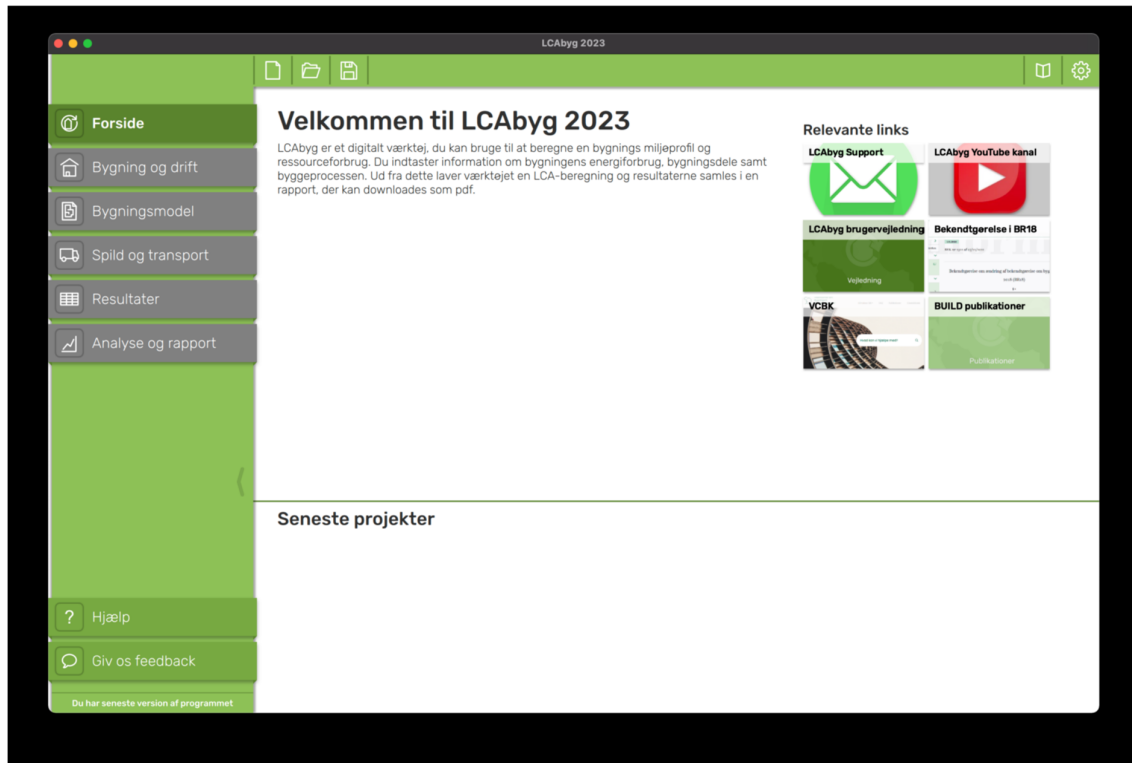 LCAbyg 2023
Forside
Bygning og drift
Bygningsmodel
Spild og transport
Resultater
Analyse og rapport
Hjælp
Giv os feedback
Du har seneste version af programmet
Velkommen til LCAbyg 2023
LCAbyg er et digitalt værktøj, du kan bruge til at beregne en bygnings miljøprofil og
ressourceforbrug. Du indtaster information om bygningens energiforbrug, bygningsdele samt
byggeprocessen. Ud fra dette laver værktøjet en LCA-beregning og resultaterne samles i en
rapport, der kan downloades som pdf.
Relevante links
LCAbyg Support
LCAbyg YouTube kanal
LCAbyg brugervejledning
Vejledning
Bekendtgørelse i BR18
VCBK
BUILD publikationer
Publikationer
Seneste projekter